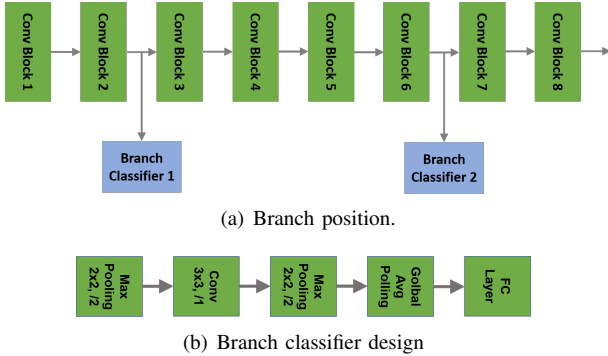 Conv Block 1
Conv Block 2
Conv Block 3
Conv Block 4
Conv Block 5
Conv Block 6
Conv Block 7
Conv Block 8
Branch
Classifier 1
Branch
Classifier 2
(a) Branch position.
Max
Pooling
2x2, /2
Conv
3x3, /1
Max
Pooling
2x2, /2
Golbal
Avg
Polling
FC
Layer
(b) Branch classifier design